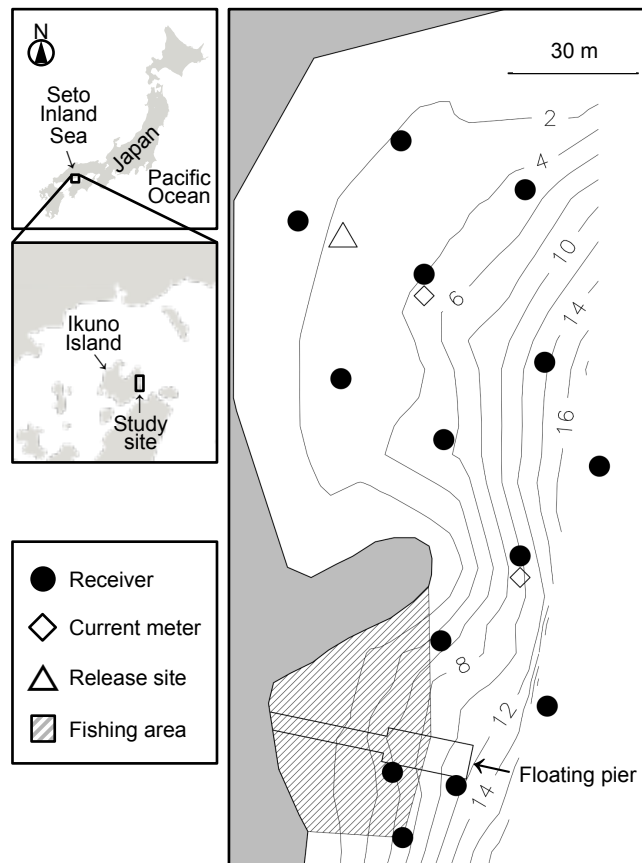 N
Seto
Inland
Sea
Japan
Pacific
Ocean
Ikuno
Island
Study
site
Receiver
Current meter
Release site
Fishing area
30 m
2
4
10
6
14
16
8
12
14
Floating pier